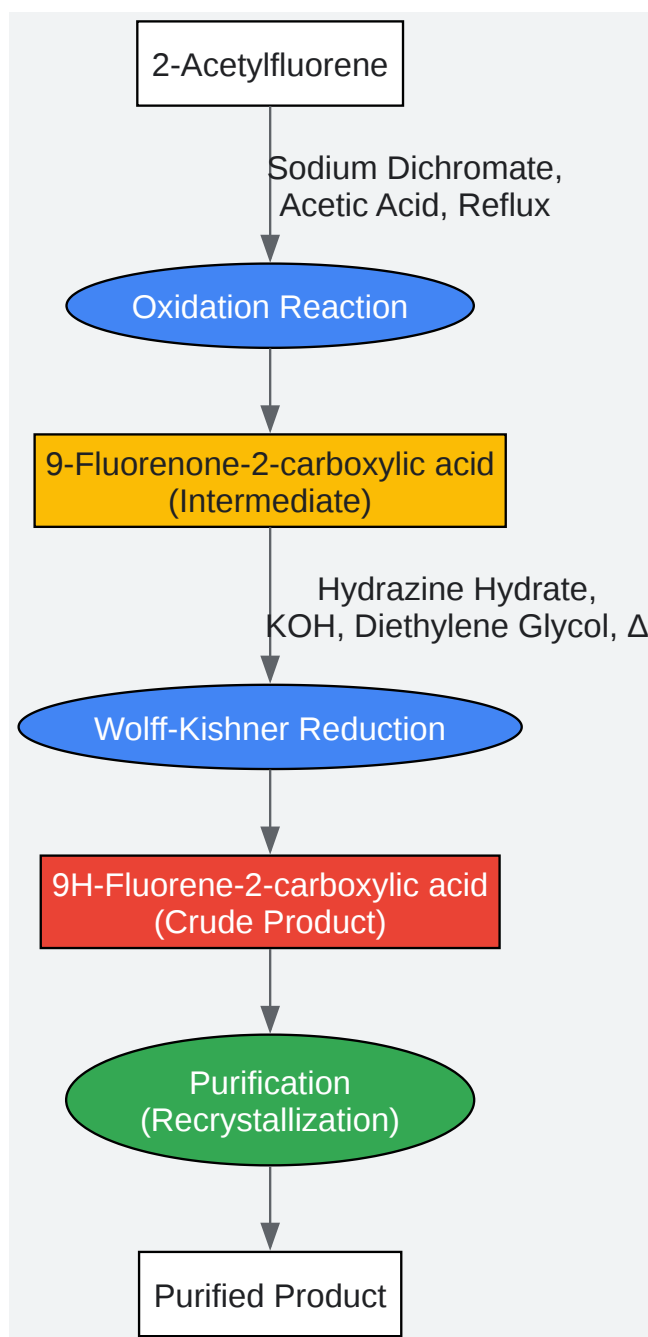 2-Acetylfluorene
Sodium Dichromate,
Acetic Acid, Reflux
Oxidation Reaction
9-Fluorenone-2-carboxylic acid
(Intermediate)
Hydrazine Hydrate,
KOH, Diethylene Glycol, Δ
Wolff-Kishner Reduction
9H-Fluorene-2-carboxylic acid
(Crude Product)
Purification
(Recrystallization)
Purified Product